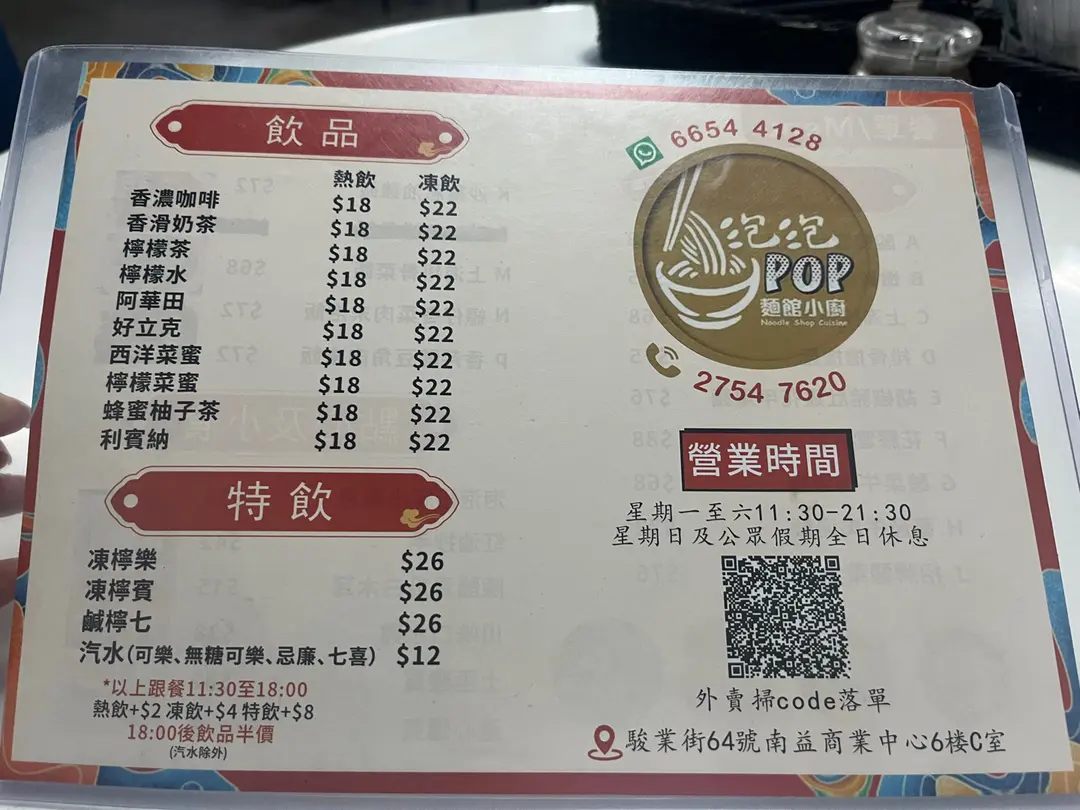 飲品
熱飲 凍飲
香濃咖啡 $18 $22
香滑奶茶 $18 $22
檸檬茶 $18 $22
檸檬水 $18 $22
阿華田 $18 $22
好立克 $18 $22
西洋菜蜜 $18 $22
檸檬菜蜜 $18 $22
蜂蜜柚子茶 $18 $22
利賓納 $18 $22
特飲
凍檸樂 $26
凍檸賓 $26
鹹檸七 $26
汽水(可樂、無糖可樂、忌廉、七喜) $12
*以上跟餐11:30至18:00
熱飲+$2 凍飲+$4 特飲+$8
18:00後飲品半價
(汽水除外)
6654 4128
泡泡
POP
麵館小廚
Noodle Shop Cuisine
2754 7620
營業時間
星期一至六11:30-21:30
星期日及公眾假期全日休息
外賣掃code落單
駿業街64號南益商業中心6楼C室